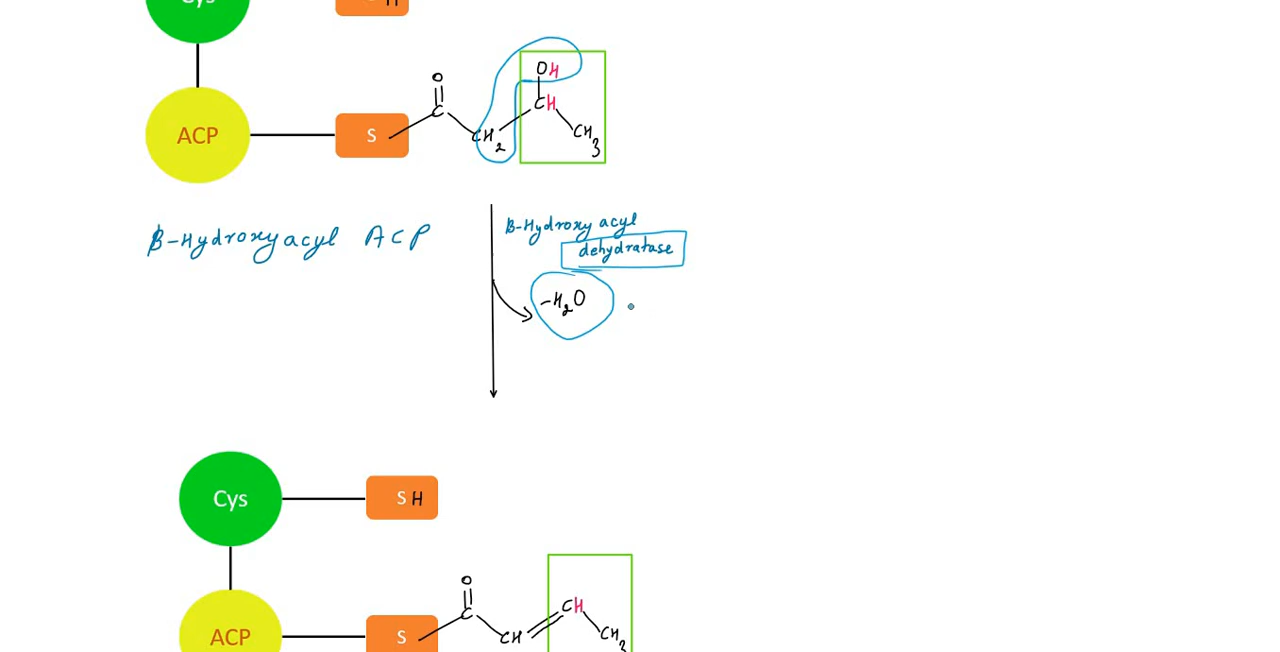 Cys
H
O
OH
C
CH
ACP
S
CH2
CH3
β-Hydroxyacyl ACP
β-Hydroxy acyl
dehydratase
-H2O
Cys
SH
O
CH
C
ACP
S
CH
CH3